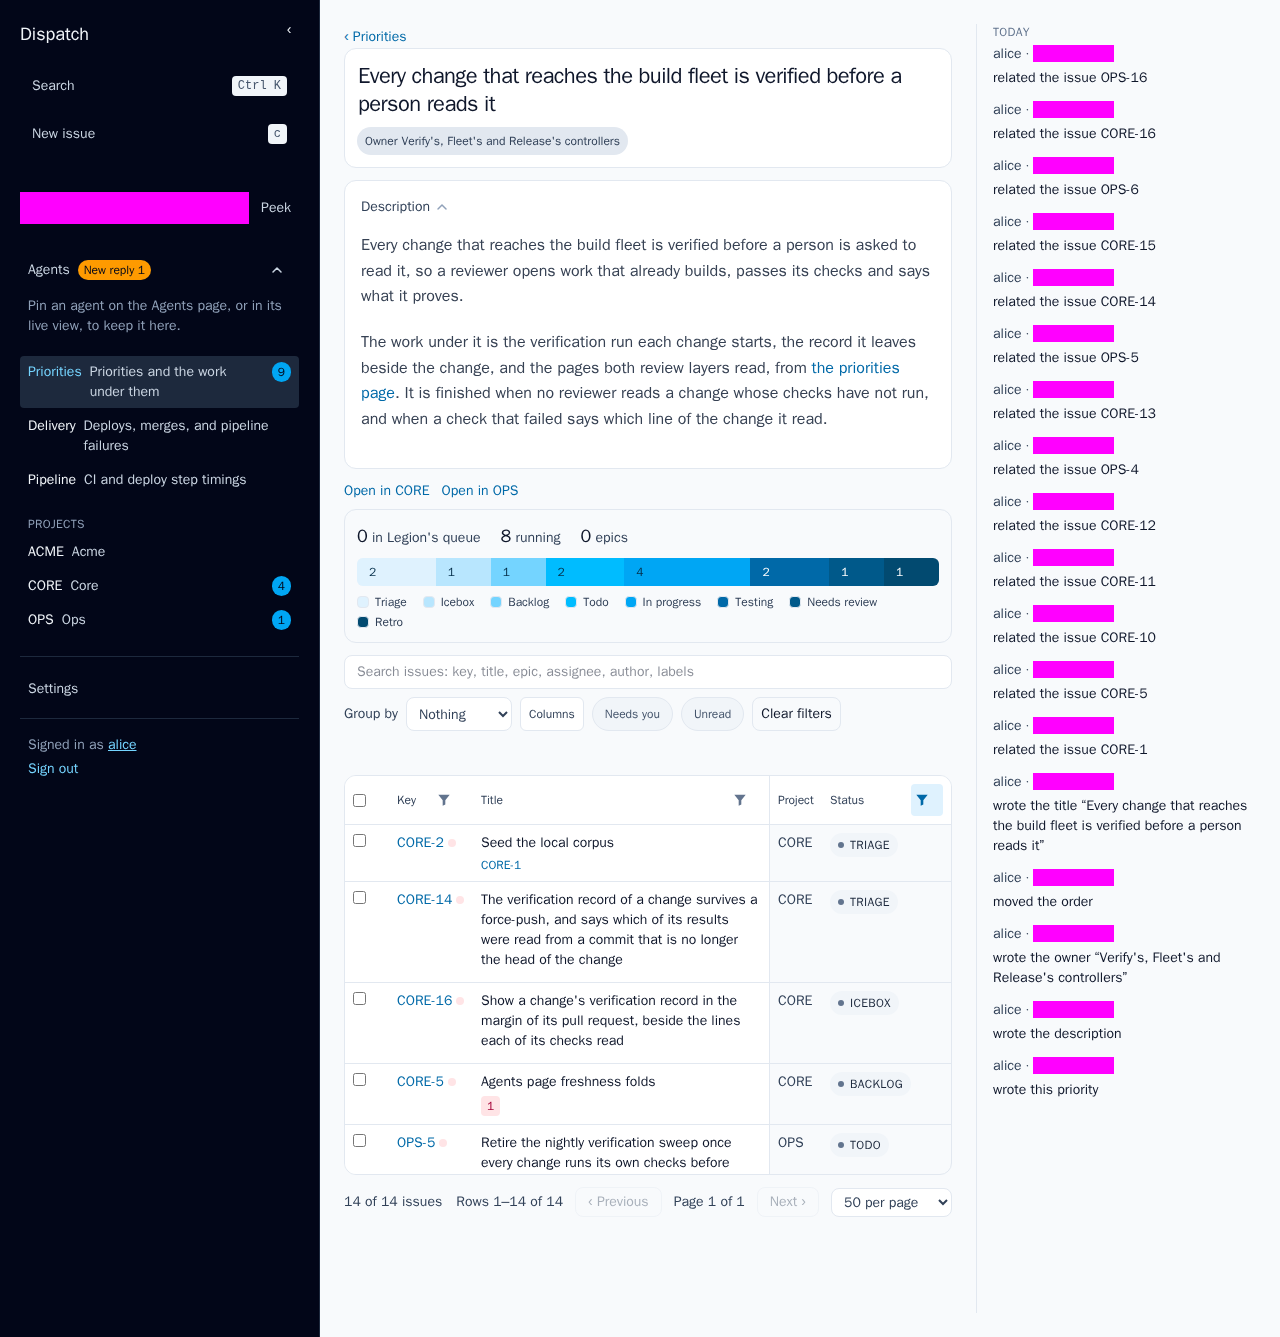 Dispatch
‹
Search
Ctrl K
New issue
C
Peek
Agents
New reply 1
Pin an agent on the Agents page, or in its
live view, to keep it here.
Priorities
Priorities and the work
under them
9
Delivery
Deploys, merges, and pipeline
failures
Pipeline
CI and deploy step timings
PROJECTS
ACME Acme
CORE Core
4
OPS Ops
1
Settings
Signed in as alice
Sign out
‹ Priorities
Every change that reaches the build fleet is verified before a
person reads it
Owner Verify's, Fleet's and Release's controllers
Description
Every change that reaches the build fleet is verified before a person is asked to
read it, so a reviewer opens work that already builds, passes its checks and says
what it proves.
The work under it is the verification run each change starts, the record it leaves
beside the change, and the pages both review layers read, from the priorities
page. It is finished when no reviewer reads a change whose checks have not run,
and when a check that failed says which line of the change it read.
Open in CORE
Open in OPS
0 in Legion's queue
8 running
0 epics
2
1
1
2
4
2
1
1
Triage
Icebox
Backlog
Todo
In progress
Testing
Needs review
Retro
Search issues: key, title, epic, assignee, author, labels
Group by
Nothing
Columns
Needs you
Unread
Clear filters
Key
Title
Project
Status
CORE-2
Seed the local corpus
CORE-1
CORE
TRIAGE
CORE-14
The verification record of a change survives a
force-push, and says which of its results
were read from a commit that is no longer
the head of the change
CORE
TRIAGE
CORE-16
Show a change's verification record in the
margin of its pull request, beside the lines
each of its checks read
CORE
ICEBOX
CORE-5
Agents page freshness folds
1
CORE
BACKLOG
OPS-5
Retire the nightly verification sweep once
every change runs its own checks before
OPS
TODO
14 of 14 issues
Rows 1–14 of 14
‹ Previous
Page 1 of 1
Next ›
50 per page
TODAY
alice ·
related the issue OPS-16
alice ·
related the issue CORE-16
alice ·
related the issue OPS-6
alice ·
related the issue CORE-15
alice ·
related the issue CORE-14
alice ·
related the issue OPS-5
alice ·
related the issue CORE-13
alice ·
related the issue OPS-4
alice ·
related the issue CORE-12
alice ·
related the issue CORE-11
alice ·
related the issue CORE-10
alice ·
related the issue CORE-5
alice ·
related the issue CORE-1
alice ·
wrote the title “Every change that reaches
the build fleet is verified before a person
reads it”
alice ·
moved the order
alice ·
wrote the owner “Verify's, Fleet's and
Release's controllers”
alice ·
wrote the description
alice ·
wrote this priority